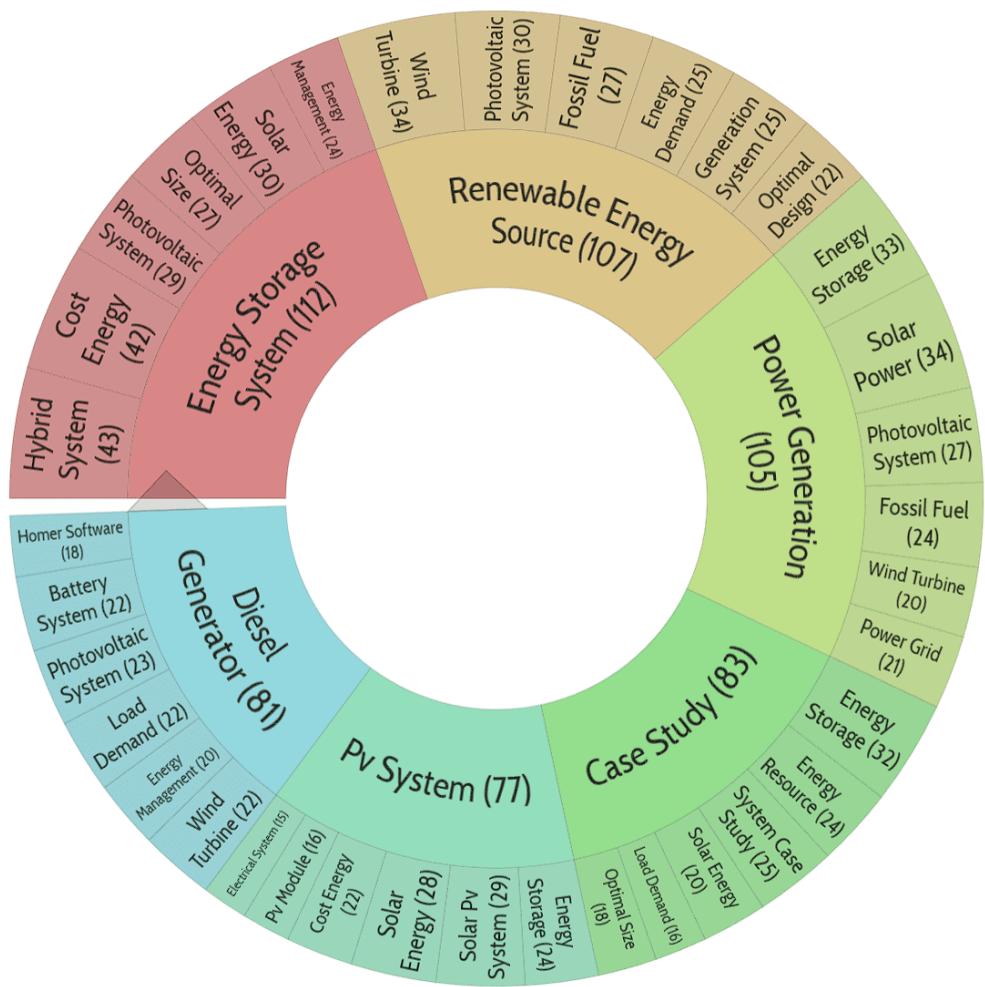 Energy Storage
System (112)
Hybrid
System
(43)
Cost
Energy
(42)
Photovoltaic
System (29)
Optimal
Size (27)
Solar
Energy (30)
Energy
Management (24)
Renewable Energy
Source (107)
Wind
Turbine (34)
Photovoltaic
System (30)
Fossil Fuel
(27)
Energy
Demand (25)
Generation
System (25)
Optimal
Design (22)
Power Generation
(105)
Energy
Storage (33)
Solar
Power (34)
Photovoltaic
System (27)
Fossil Fuel
(24)
Wind Turbine
(20)
Power Grid
(21)
Case Study (83)
Energy
Storage (32)
Energy
Resource (24)
System Case
Study (25)
Solar Energy
(20)
Load Demand (16)
Optimal Size
(18)
Pv System (77)
Energy
Storage (24)
Solar Pv
System (29)
Solar
Energy (28)
Cost Energy
(22)
Pv Module (16)
Electrical System (15)
Diesel
Generator (81)
Wind
Turbine (22)
Energy
Management (20)
Load
Demand (22)
Photovoltaic
System (23)
Battery
System (22)
Homer Software
(18)